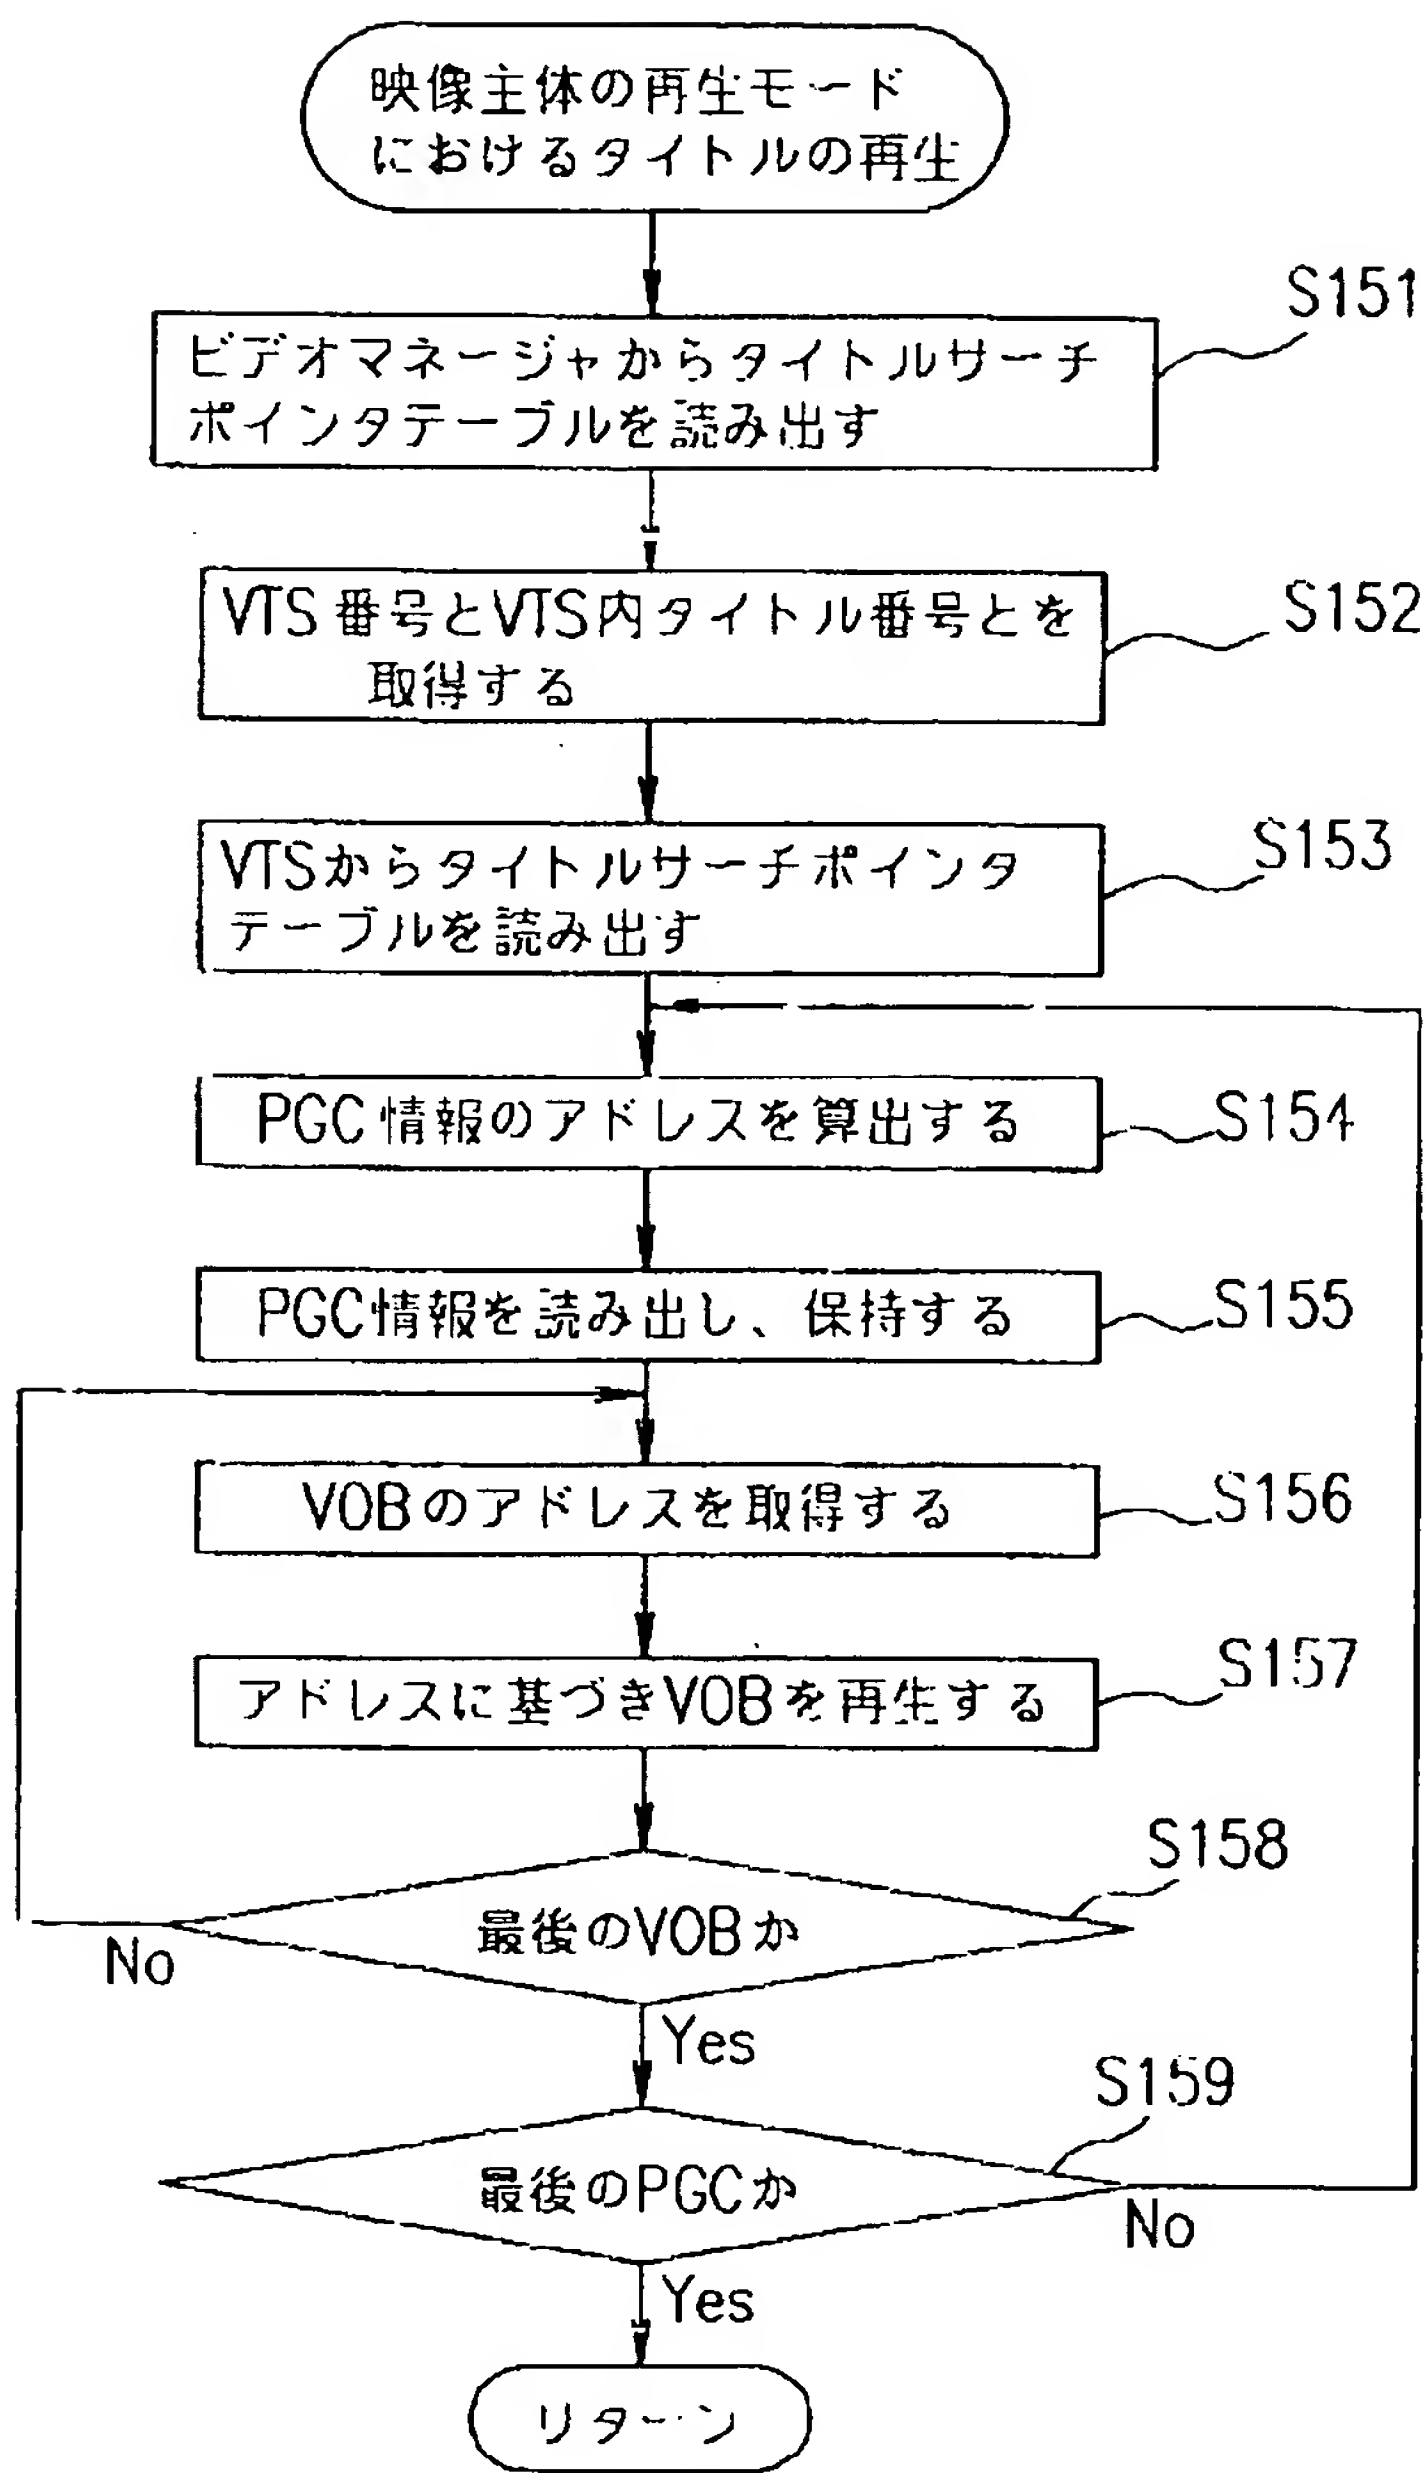 映像主体の再生モード
におけるタイトルの再生
S151
ビデオマネージャからタイトルサーチ
ポインタテーブルを読み出す
S152
VTS番号とVTS内タイトル番号とを
取得する
S153
VTSからタイトルサーチポインタ
テーブルを読み出す
S154
PGC情報のアドレスを算出する
S155
PGC情報を読み出し、保持する
S156
VOBのアドレスを取得する
S157
アドレスに基づきVOBを再生する
S158
最後のVOBか
No
Yes
S159
最後のPGCか
No
Yes
リターン